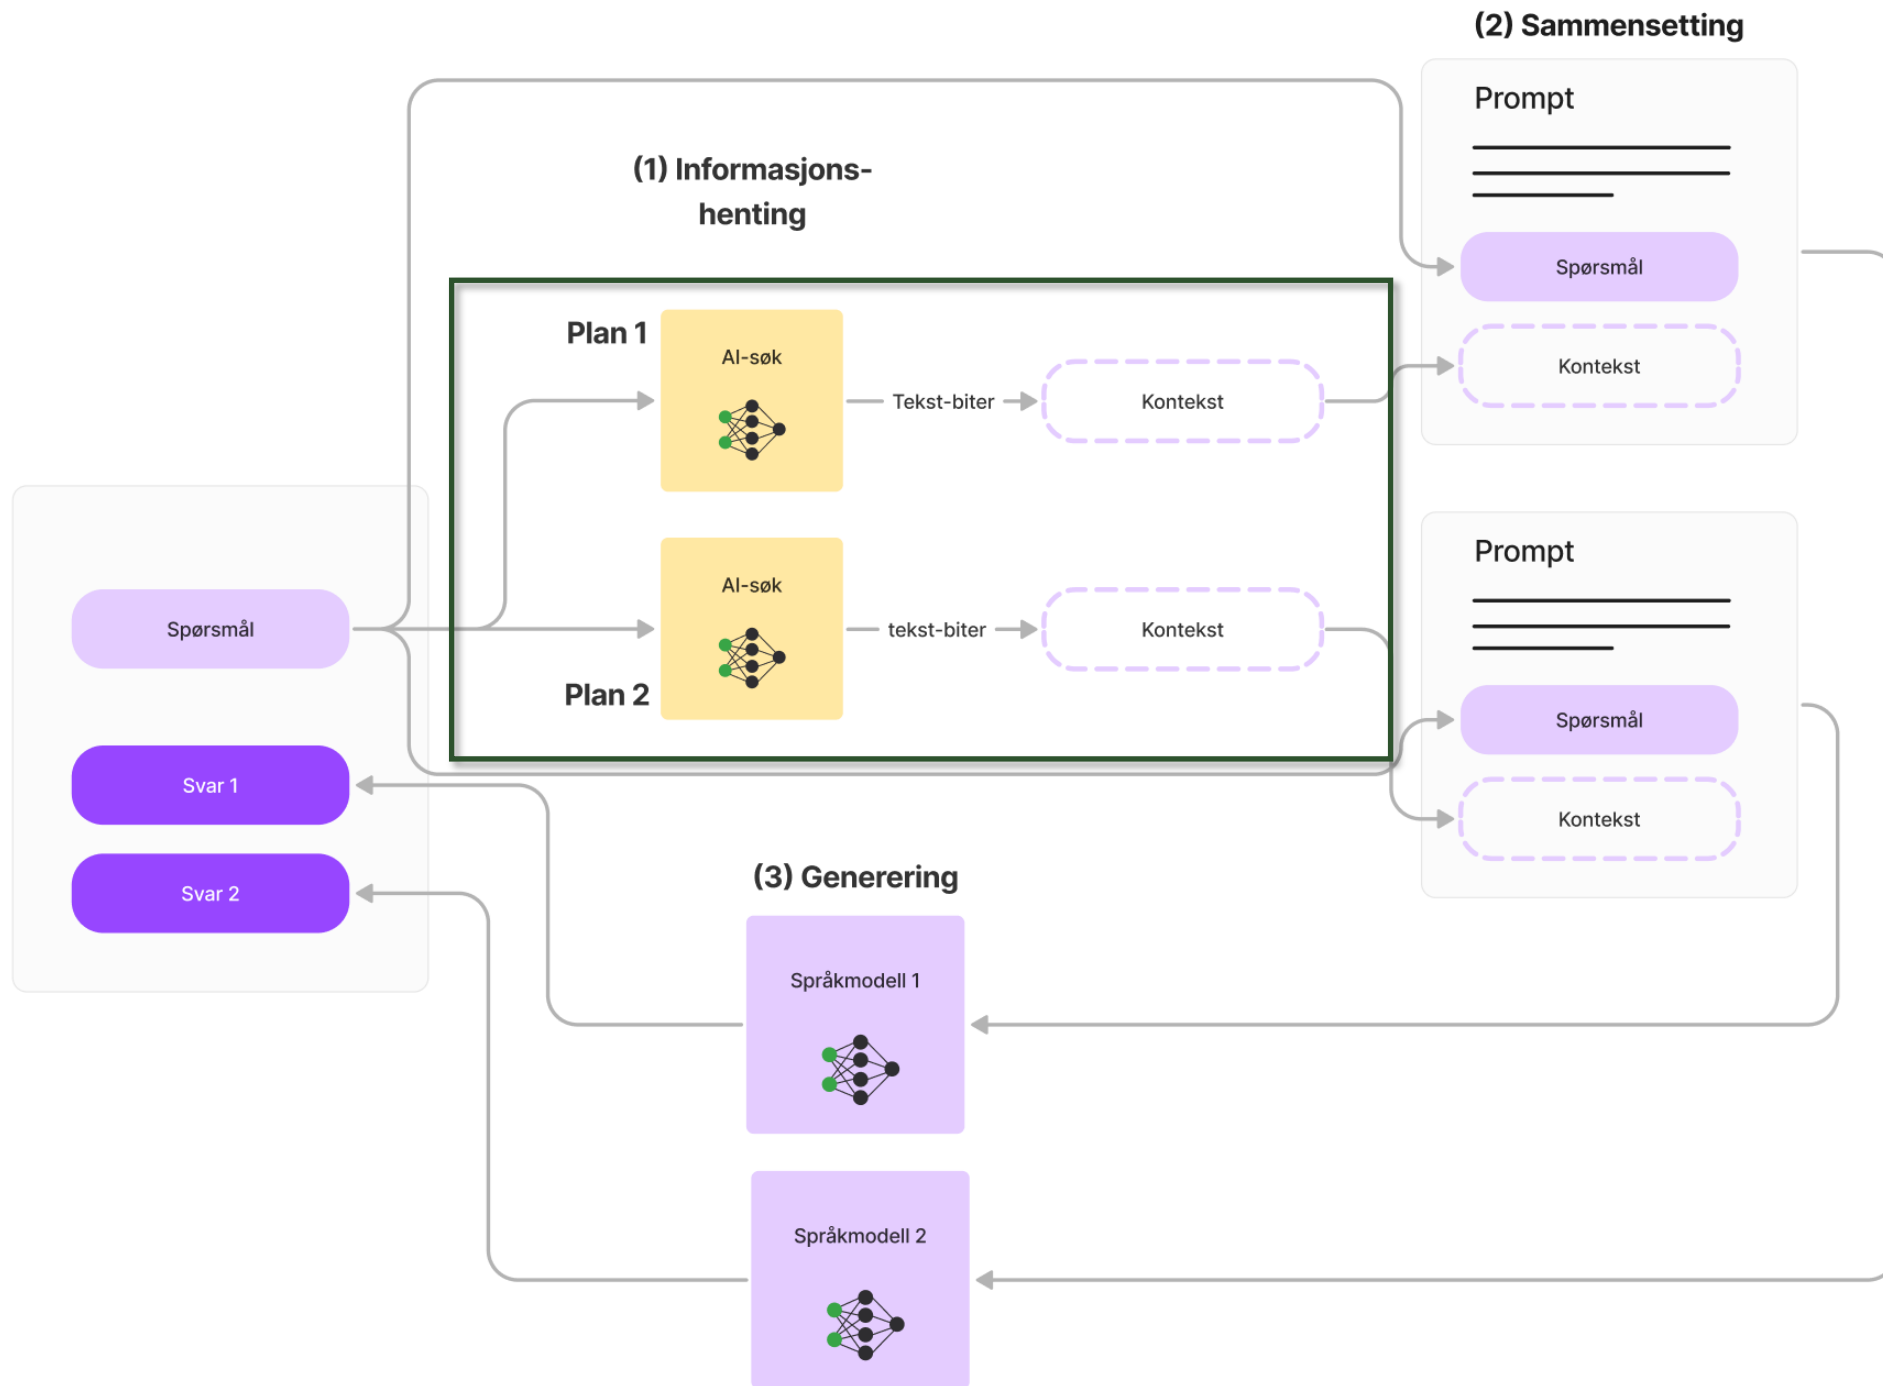 (2) Sammensetting
Prompt
(1) Informasjons-
henting
Spørsmål
Plan 1
AI-søk
Tekst-biter
Kontekst
Kontekst
Prompt
AI-søk
Spørsmål
tekst-biter
Kontekst
Plan 2
Spørsmål
Svar 1
Kontekst
(3) Generering
Svar 2
Språkmodell 1
Språkmodell 2